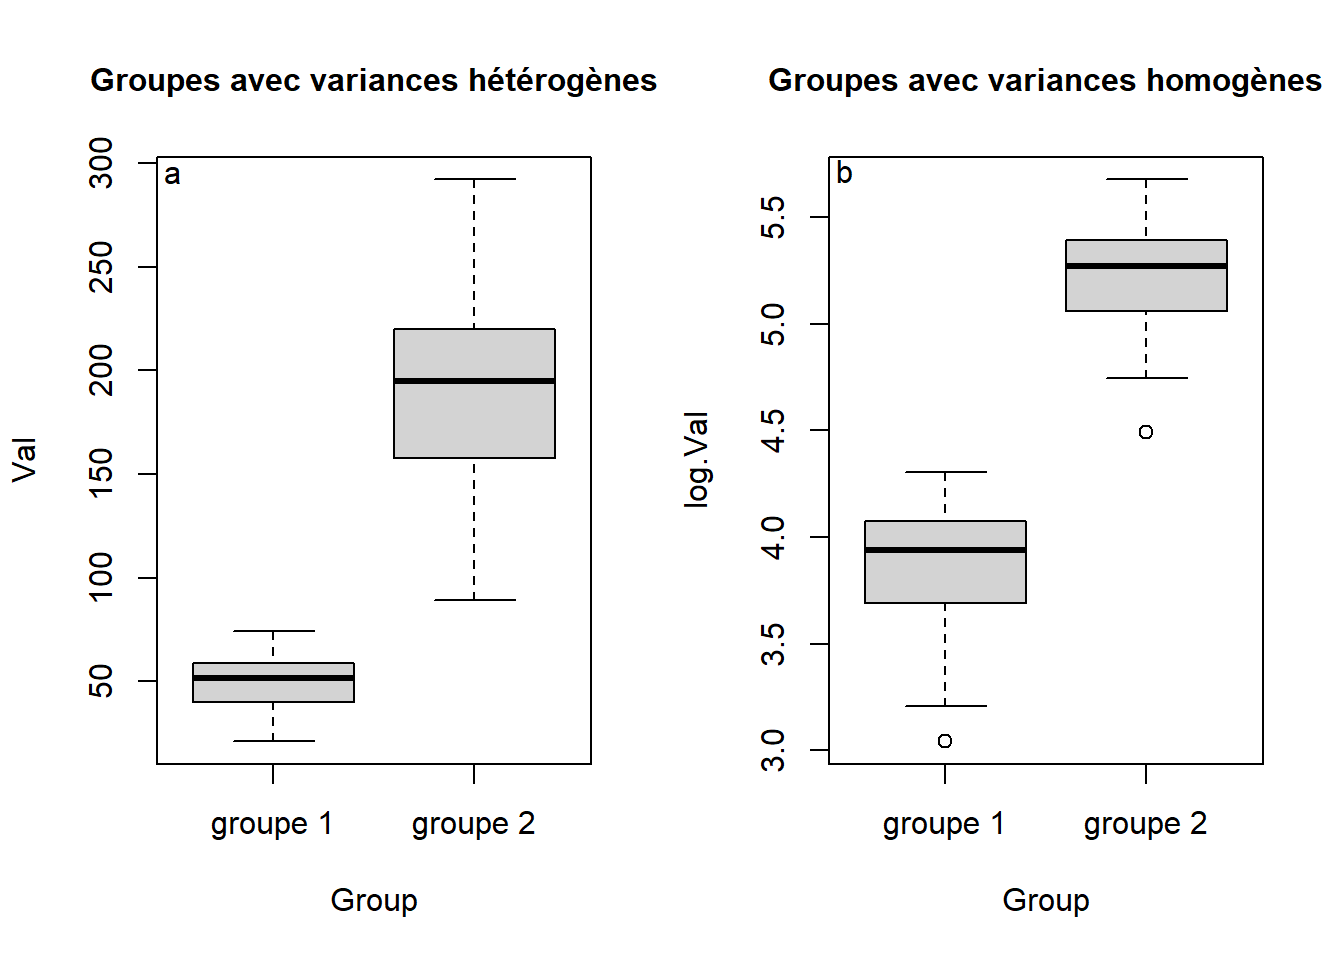 Groupes avec variances hétérogènes
a
300
250
200
150
100
50
Val
groupe 1 groupe 2
Group
Groupes avec variances homogènes
b
5.5
5.0
4.5
4.0
3.5
3.0
log.Val
groupe 1 groupe 2
Group